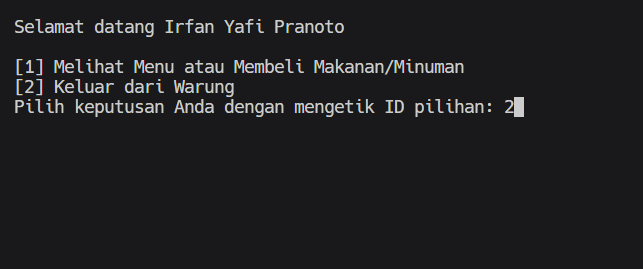 Selamat datang Irfan Yafi Pranoto
[1] Melihat Menu atau Membeli Makanan/Minuman
[2] Keluar dari Warung
Pilih keputusan Anda dengan mengetik ID pilihan: 2